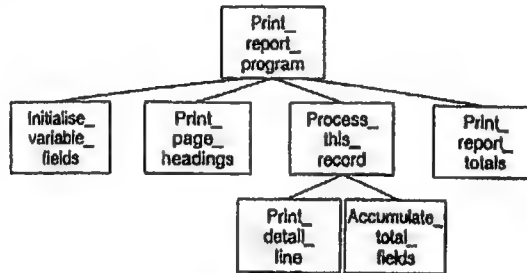 Print_
report_
program
Initialise_
variable_
fields
Print_
page_
headings
Process_
this_
record
Print_
report_
totals
Print_
detail_
line
Accumulate_
total_
fields